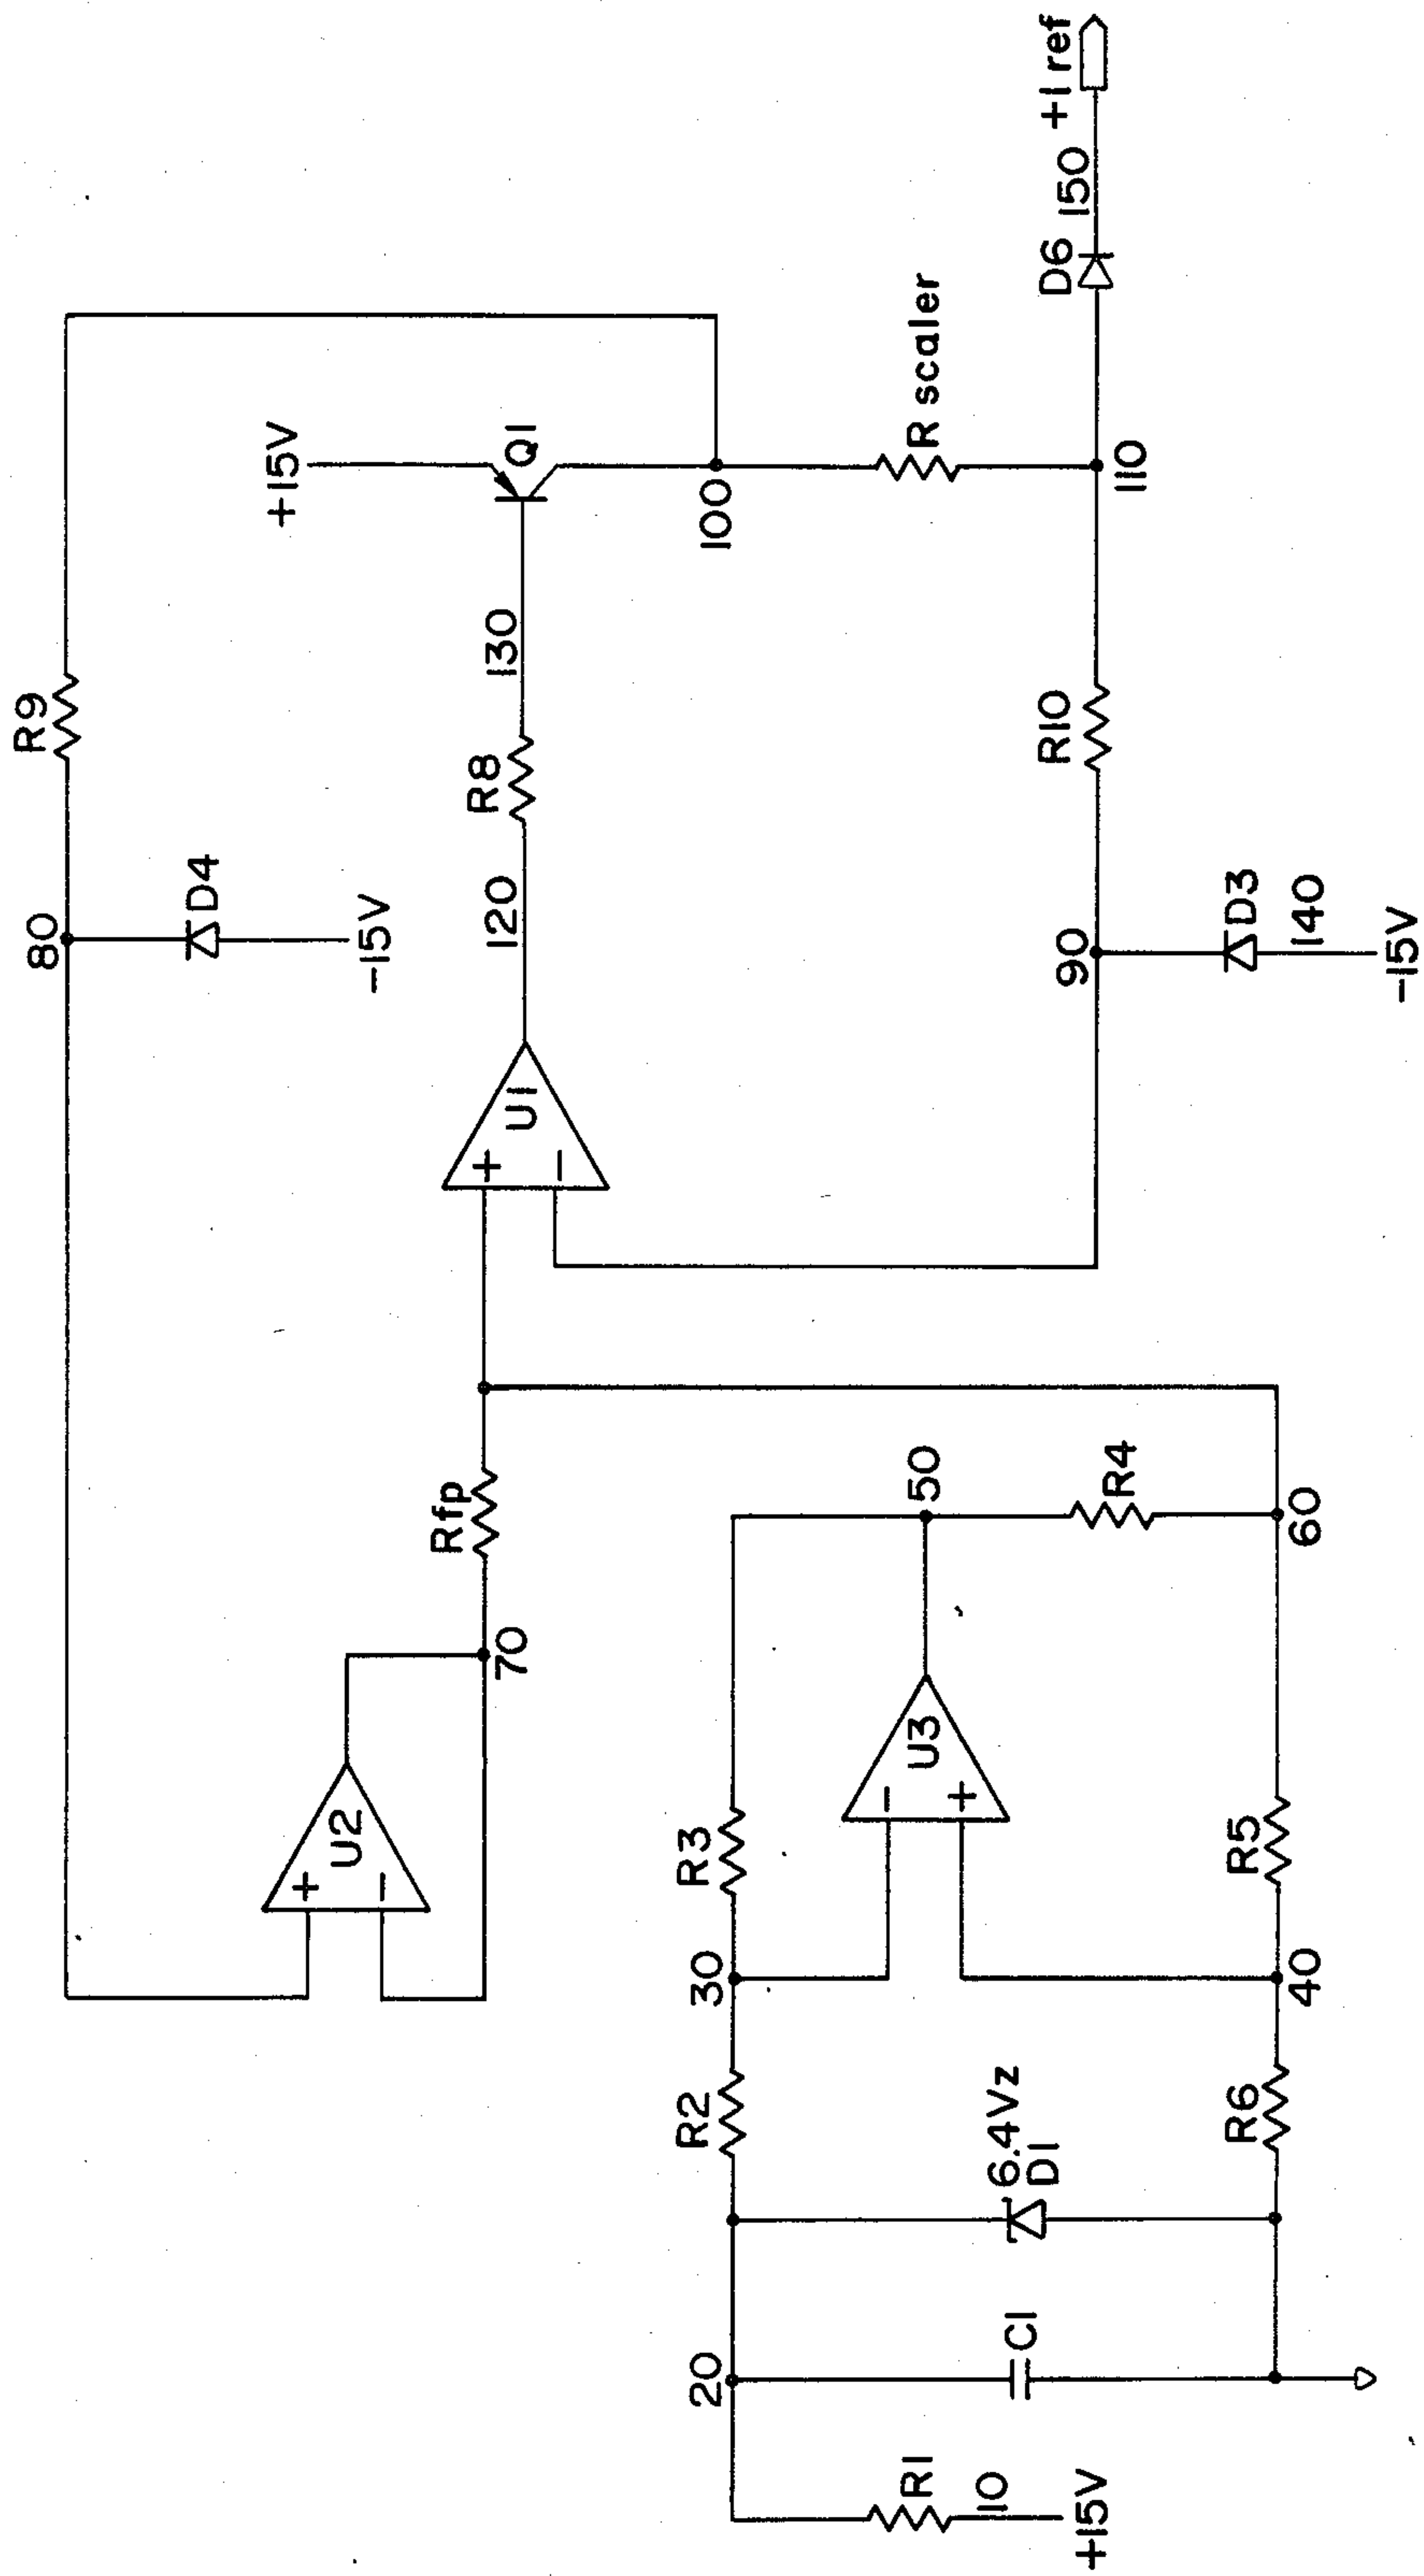 R9
80
D4
-15V
+15V
Q1
130
R8
120
100
R scaler
U1
+
-
110
D6
150
+I ref
R10
90
D3
140
-15V
Rfp
70
U2
+
-
50
R4
60
U3
-
+
R3
30
R5
40
R2
6.4Vz
D1
R6
20
C1
R1
10
+15V